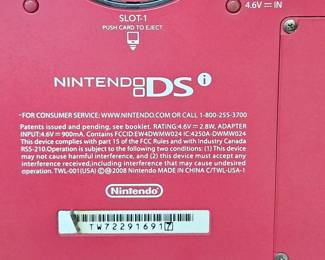 SLOT-1
PUSH CARD TO EJECT
4.6V ⎓ IN
NINTENDO DS i
-FOR CONSUMER SERVICE: WWW.NINTENDO.COM OR CALL 1-800-255-3700
Patents issued and pending, see booklet. RATING:4.6V ⎓ 2.8W, ADAPTER
INPUT:4.6V ⎓ 900mA. Contains FCCID:EW4DWMW024 IC:4250A-DWMW024
This device complies with part 15 of the FCC Rules and with Industry Canada
RSS-210.Operation is subject to the following two conditions: (1) This device
may not cause harmful interference, and (2) this device must accept any
interference received,including interference that may cause undesired
operation. TWL-001(USA) ©Ⓜ2008 Nintendo MADE IN CHINA C/TWL-USA-1
Nintendo
TW72291691 7